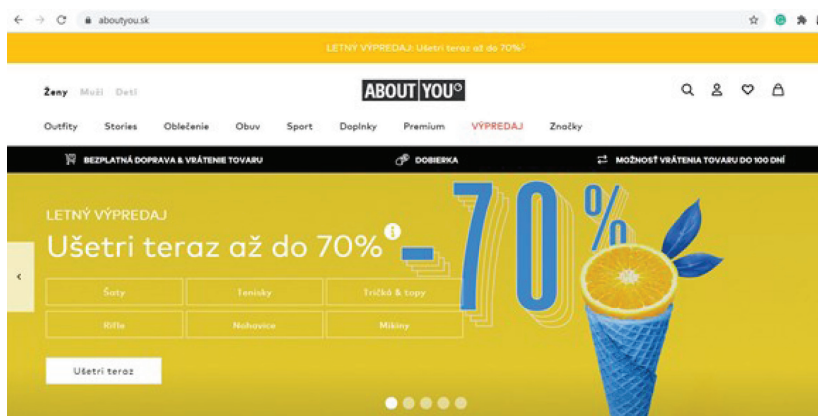 aboutyou.sk
LETNÝ VÝPREDAJ: Ušetri teraz až do 70%
Ženy Muži Deti ABOUT YOU°
Outfity Stories Oblečenie Obuv Sport Doplnky Premium VÝPREDAJ Značky
BEZPLATNÁ DOPRAVA & VRÁTENIE TOVARU DOBIERKA MOŽNOSŤ VRÁTENIA TOVARU DO 100 DNÍ
LETNÝ VÝPREDAJ
Ušetri teraz až do 70%
-70%
Šaty Tenisky Tričká & topy
Rifle Nohavice Mikiny
Ušetri teraz